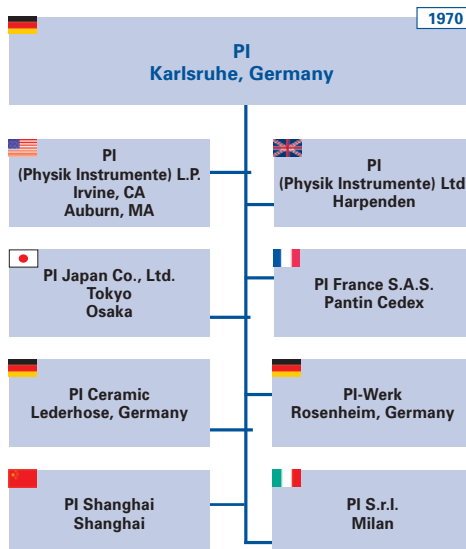 1970
PI
Karlsruhe, Germany
PI
(Physik Instrumente) L.P.
Irvine, CA
Auburn, MA
PI
(Physik Instrumente) Ltd
Harpenden
PI Japan Co., Ltd.
Tokyo
Osaka
PI France S.A.S.
Pantin Cedex
PI Ceramic
Lederhose, Germany
PI-Werk
Rosenheim, Germany
PI Shanghai
Shanghai
PI S.r.l.
Milan